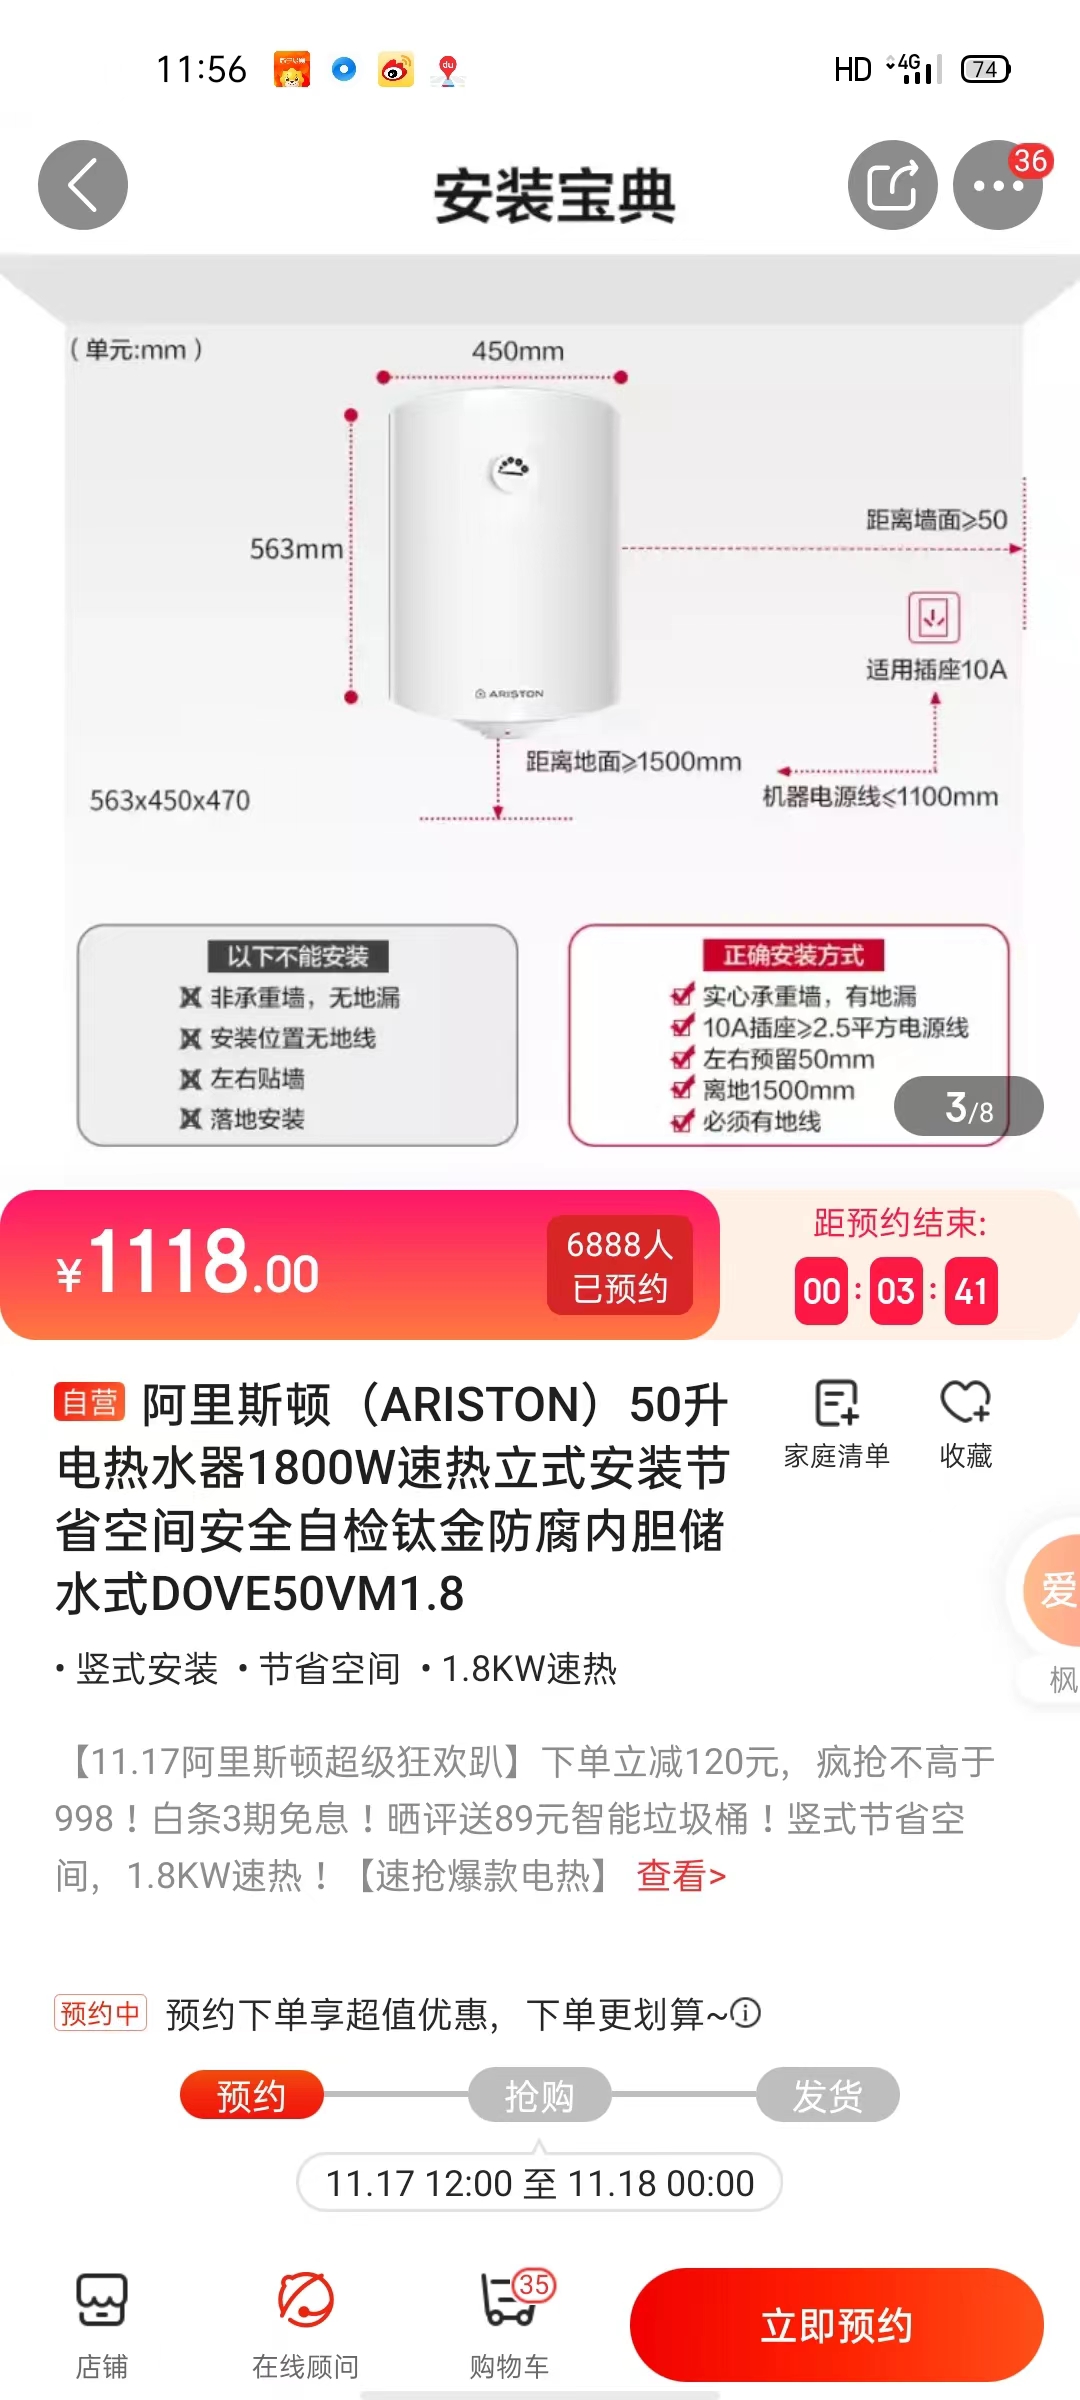 11:56
HD 4G 74
36
安装宝典
（单元:mm）
450mm
563mm
距离墙面≥50
适用插座10A
ARISTON
距离地面≥1500mm
机器电源线≤1100mm
563x450x470
以下不能安装
非承重墙，无地漏
安装位置无地线
左右贴墙
落地安装
正确安装方式
实心承重墙，有地漏
10A插座≥2.5平方电源线
左右预留50mm
离地1500mm
必须有地线
3/8
¥1118.00
6888人
已预约
距预约结束:
00:03:41
自营 阿里斯顿（ARISTON）50升
电热水器1800W速热立式安装节
省空间安全自检钛金防腐内胆储
水式DOVE50VM1.8
家庭清单
收藏
爱
枫
• 竖式安装 • 节省空间 • 1.8KW速热
【11.17阿里斯顿超级狂欢趴】下单立减120元，疯抢不高于
998！白条3期免息！晒评送89元智能垃圾桶！竖式节省空
间，1.8KW速热！【速抢爆款电热】 查看>
预约中 预约下单享超值优惠，下单更划算~
预约
抢购
发货
11.17 12:00 至 11.18 00:00
店铺
在线顾问
35
购物车
立即预约